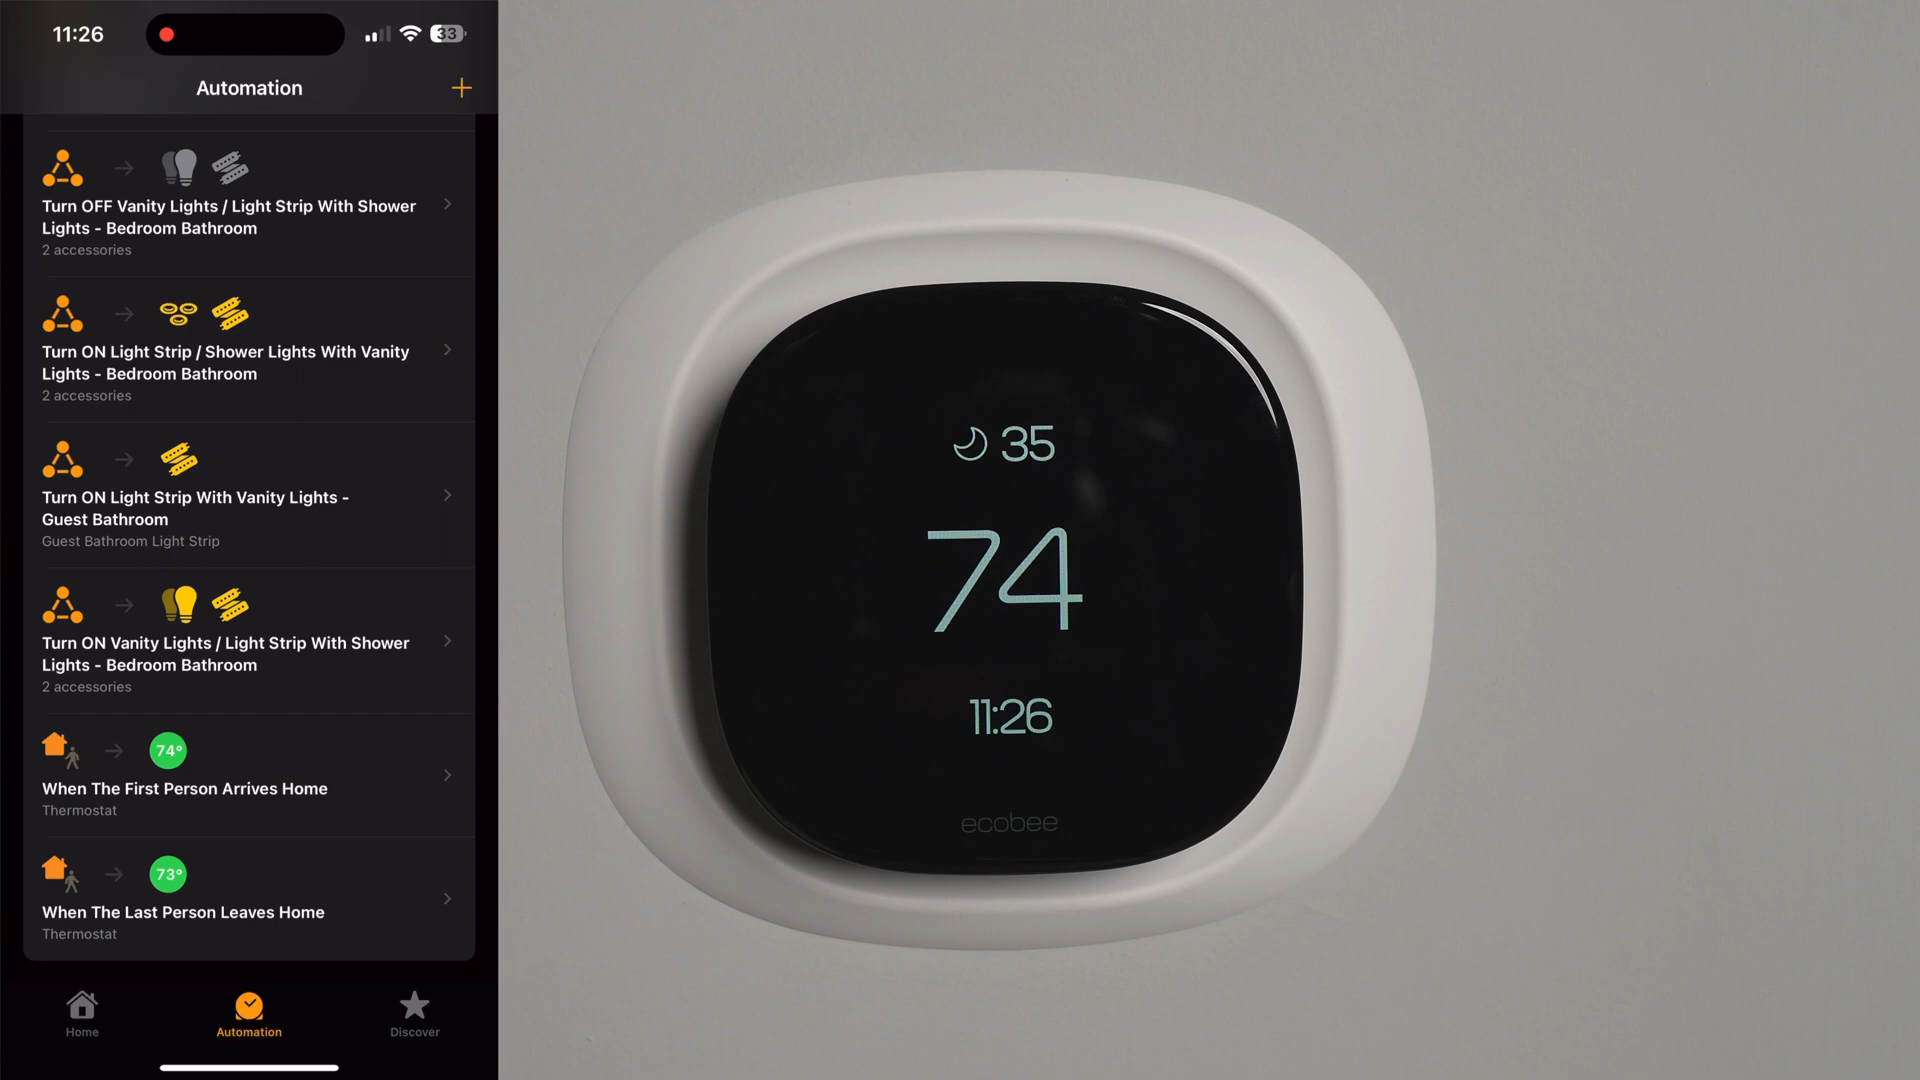 11:26
33
Automation
Turn OFF Vanity Lights / Light Strip With Shower
Lights - Bedroom Bathroom
2 accessories
Turn ON Light Strip / Shower Lights With Vanity
Lights - Bedroom Bathroom
2 accessories
Turn ON Light Strip With Vanity Lights -
Guest Bathroom
Guest Bathroom Light Strip
Turn ON Vanity Lights / Light Strip With Shower
Lights - Bedroom Bathroom
2 accessories
74°
When The First Person Arrives Home
Thermostat
73°
When The Last Person Leaves Home
Thermostat
Home
Automation
Discover
35
74
11:26
ecobee